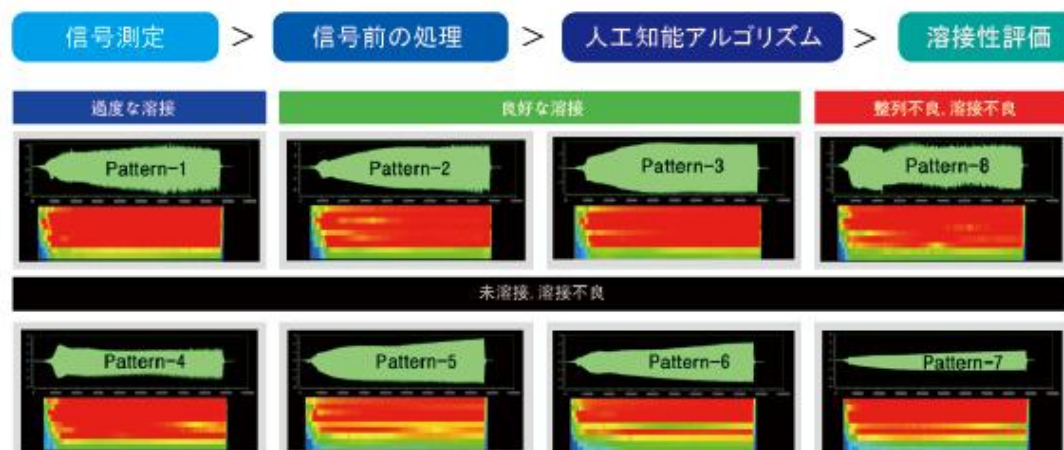 信号測定 > 信号前の処理 > 人工知能アルゴリズム > 溶接性評価
過度な溶接 良好な溶接 整列不良, 溶接不良
Pattern-1 Pattern-2 Pattern-3 Pattern-8
未溶接, 溶接不良
Pattern-4 Pattern-5 Pattern-6 Pattern-7